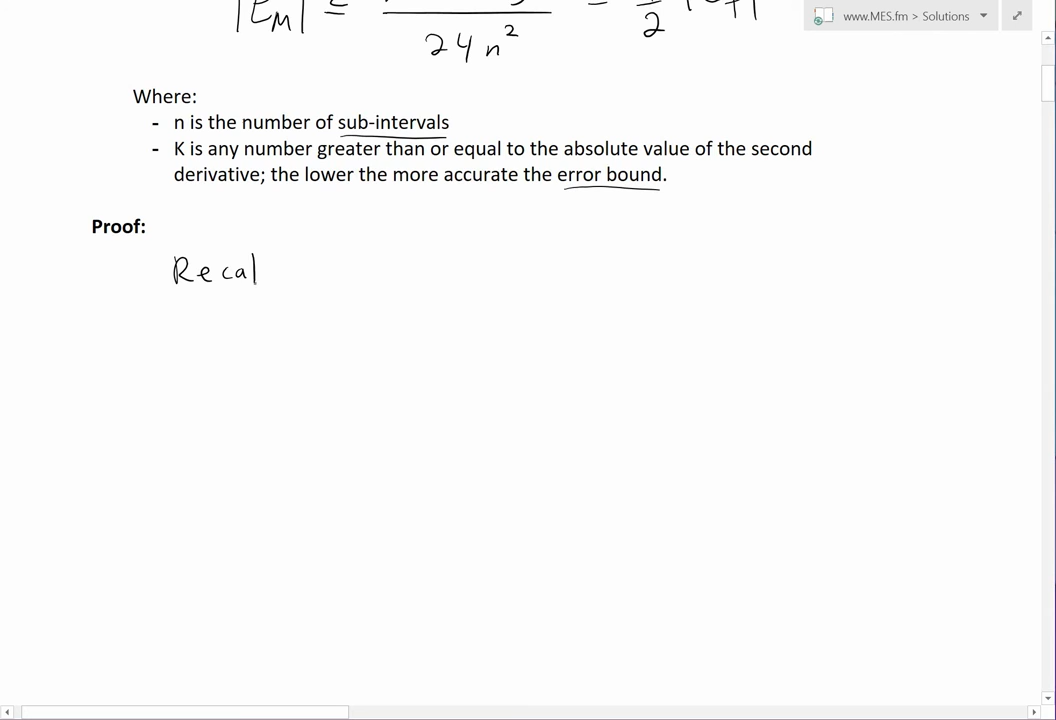 www.MES.fm > Solutions
|E_M| ≤
24n²
=
2
Where:
- n is the number of sub-intervals
- K is any number greater than or equal to the absolute value of the second
derivative; the lower the more accurate the error bound.
Proof:
Recal